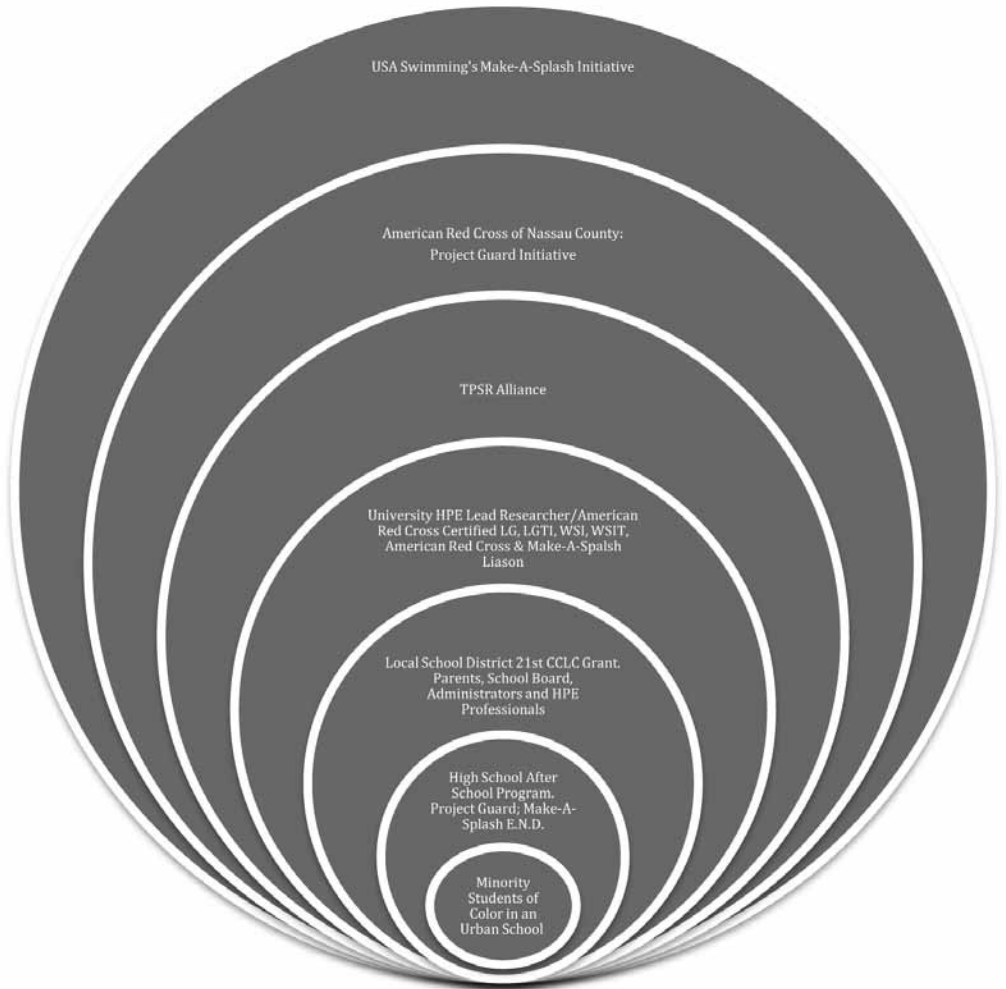 USA Swimming's Make-A-Splash Initiative
American Red Cross of Nassau County:
Project Guard Initiative
TPSR Alliance
University HPE Lead Researcher/American
Red Cross Certified LG, LGTI, WSI, WSIT,
American Red Cross & Make-A-Spalsh
Liason
Local School District 21st CCLC Grant.
Parents, School Board,
Administrators and HPE
Professionals
High School After
School Program.
Project Guard; Make-A-
Splash E.N.D.
Minority
Students of
Color in an
Urban School